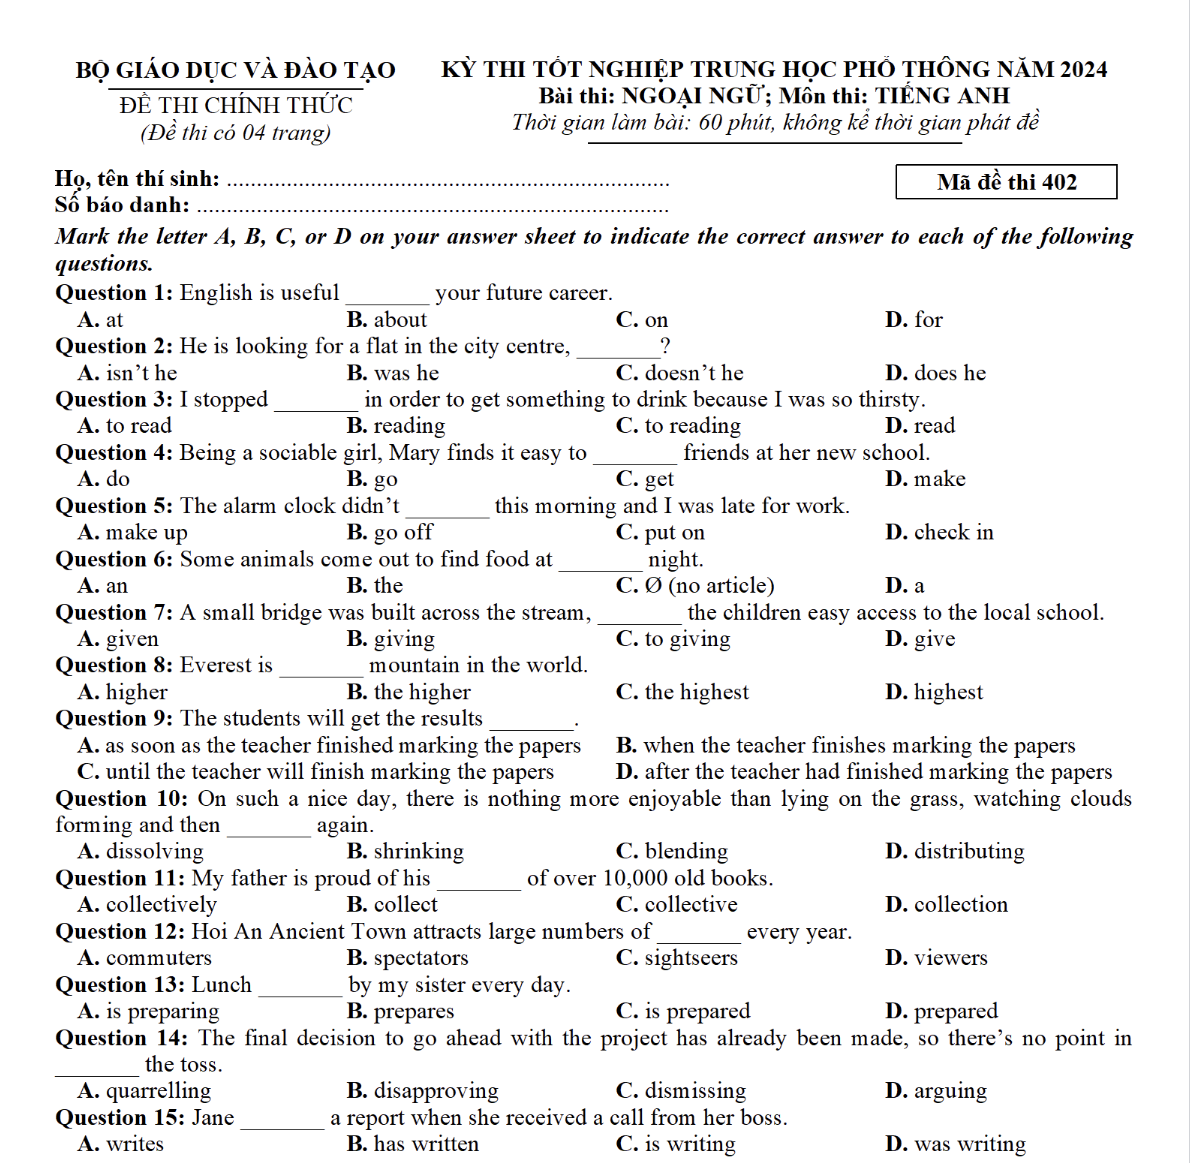 BỘ GIÁO DỤC VÀ ĐÀO TẠO
ĐỀ THI CHÍNH THỨC
(Đề thi có 04 trang)
KỲ THI TỐT NGHIỆP TRUNG HỌC PHỔ THÔNG NĂM 2024
Bài thi: NGOẠI NGỮ; Môn thi: TIẾNG ANH
Thời gian làm bài: 60 phút, không kể thời gian phát đề
Họ, tên thí sinh: ..........................................................................
Số báo danh: ...............................................................................
Mã đề thi 402
Mark the letter A, B, C, or D on your answer sheet to indicate the correct answer to each of the following
questions.
Question 1: English is useful ________ your future career.
A. at B. about C. on D. for
Question 2: He is looking for a flat in the city centre, ________?
A. isn't he B. was he C. doesn't he D. does he
Question 3: I stopped ________ in order to get something to drink because I was so thirsty.
A. to read B. reading C. to reading D. read
Question 4: Being a sociable girl, Mary finds it easy to ________ friends at her new school.
A. do B. go C. get D. make
Question 5: The alarm clock didn't ________ this morning and I was late for work.
A. make up B. go off C. put on D. check in
Question 6: Some animals come out to find food at ________ night.
A. an B. the C. Ø (no article) D. a
Question 7: A small bridge was built across the stream, ________ the children easy access to the local school.
A. given B. giving C. to giving D. give
Question 8: Everest is ________ mountain in the world.
A. higher B. the higher C. the highest D. highest
Question 9: The students will get the results ________.
A. as soon as the teacher finished marking the papers B. when the teacher finishes marking the papers
C. until the teacher will finish marking the papers D. after the teacher had finished marking the papers
Question 10: On such a nice day, there is nothing more enjoyable than lying on the grass, watching clouds
forming and then ________ again.
A. dissolving B. shrinking C. blending D. distributing
Question 11: My father is proud of his ________ of over 10,000 old books.
A. collectively B. collect C. collective D. collection
Question 12: Hoi An Ancient Town attracts large numbers of ________ every year.
A. commuters B. spectators C. sightseers D. viewers
Question 13: Lunch ________ by my sister every day.
A. is preparing B. prepares C. is prepared D. prepared
Question 14: The final decision to go ahead with the project has already been made, so there's no point in
________ the toss.
A. quarrelling B. disapproving C. dismissing D. arguing
Question 15: Jane ________ a report when she received a call from her boss.
A. writes B. has written C. is writing D. was writing